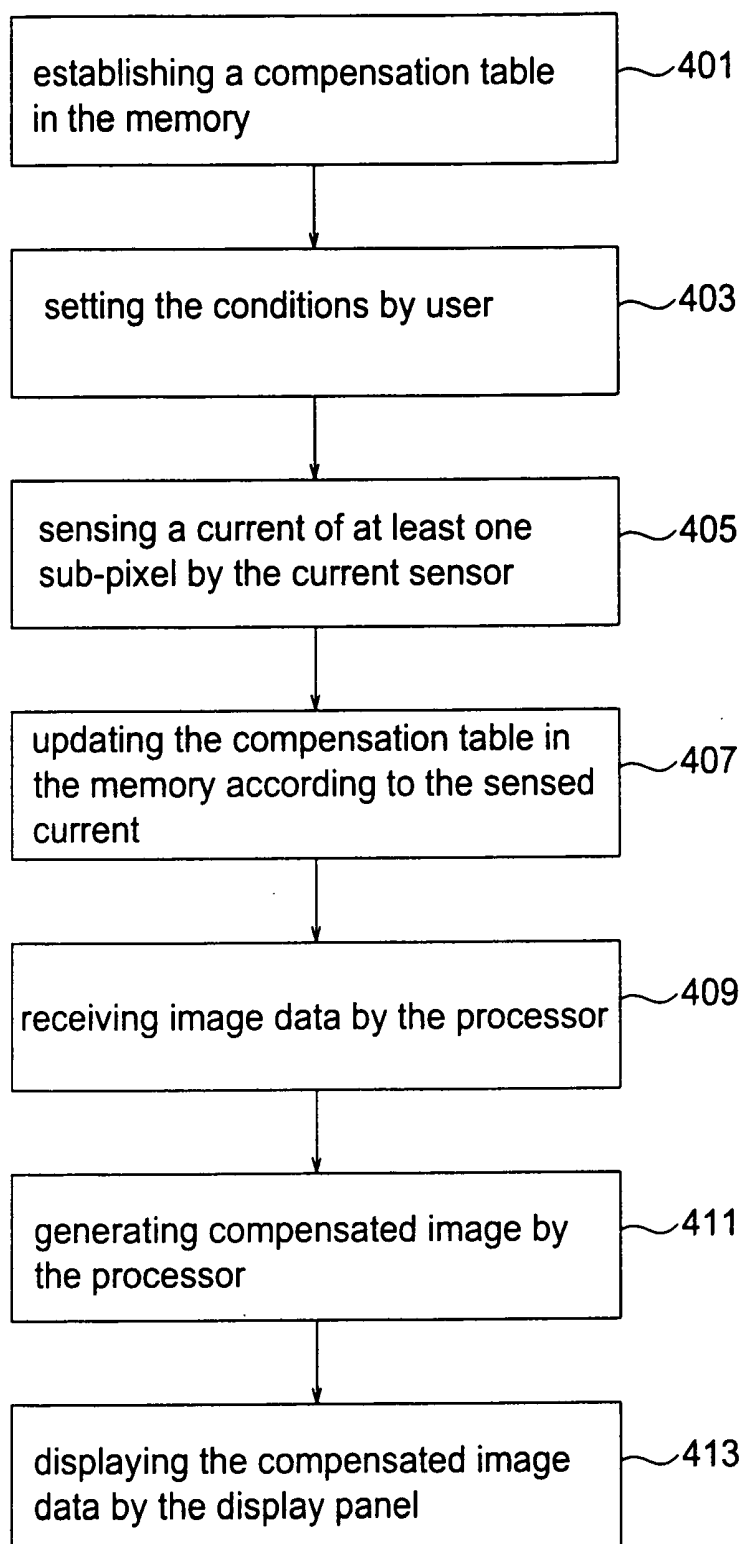 establishing a compensation table
in the memory
401
setting the conditions by user
403
sensing a current of at least one
sub-pixel by the current sensor
405
updating the compensation table in
the memory according to the sensed
current
407
receiving image data by the processor
409
generating compensated image by
the processor
411
displaying the compensated image
data by the display panel
413